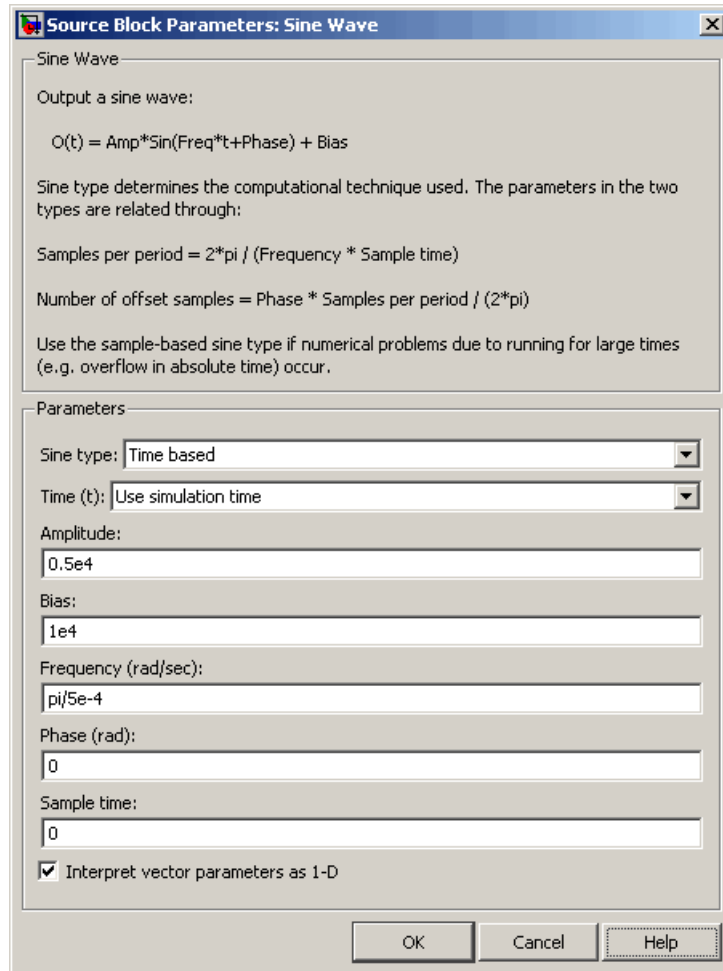 Source Block Parameters: Sine Wave
Sine Wave
Output a sine wave:
O(t) = Amp*Sin(Freq*t+Phase) + Bias
Sine type determines the computational technique used. The parameters in the two
types are related through:
Samples per period = 2*pi / (Frequency * Sample time)
Number of offset samples = Phase * Samples per period / (2*pi)
Use the sample-based sine type if numerical problems due to running for large times
(e.g. overflow in absolute time) occur.
Parameters
Sine type: Time based
Time (t): Use simulation time
Amplitude:
0.5e4
Bias:
1e4
Frequency (rad/sec):
pi/5e-4
Phase (rad):
0
Sample time:
0
Interpret vector parameters as 1-D
OK Cancel Help